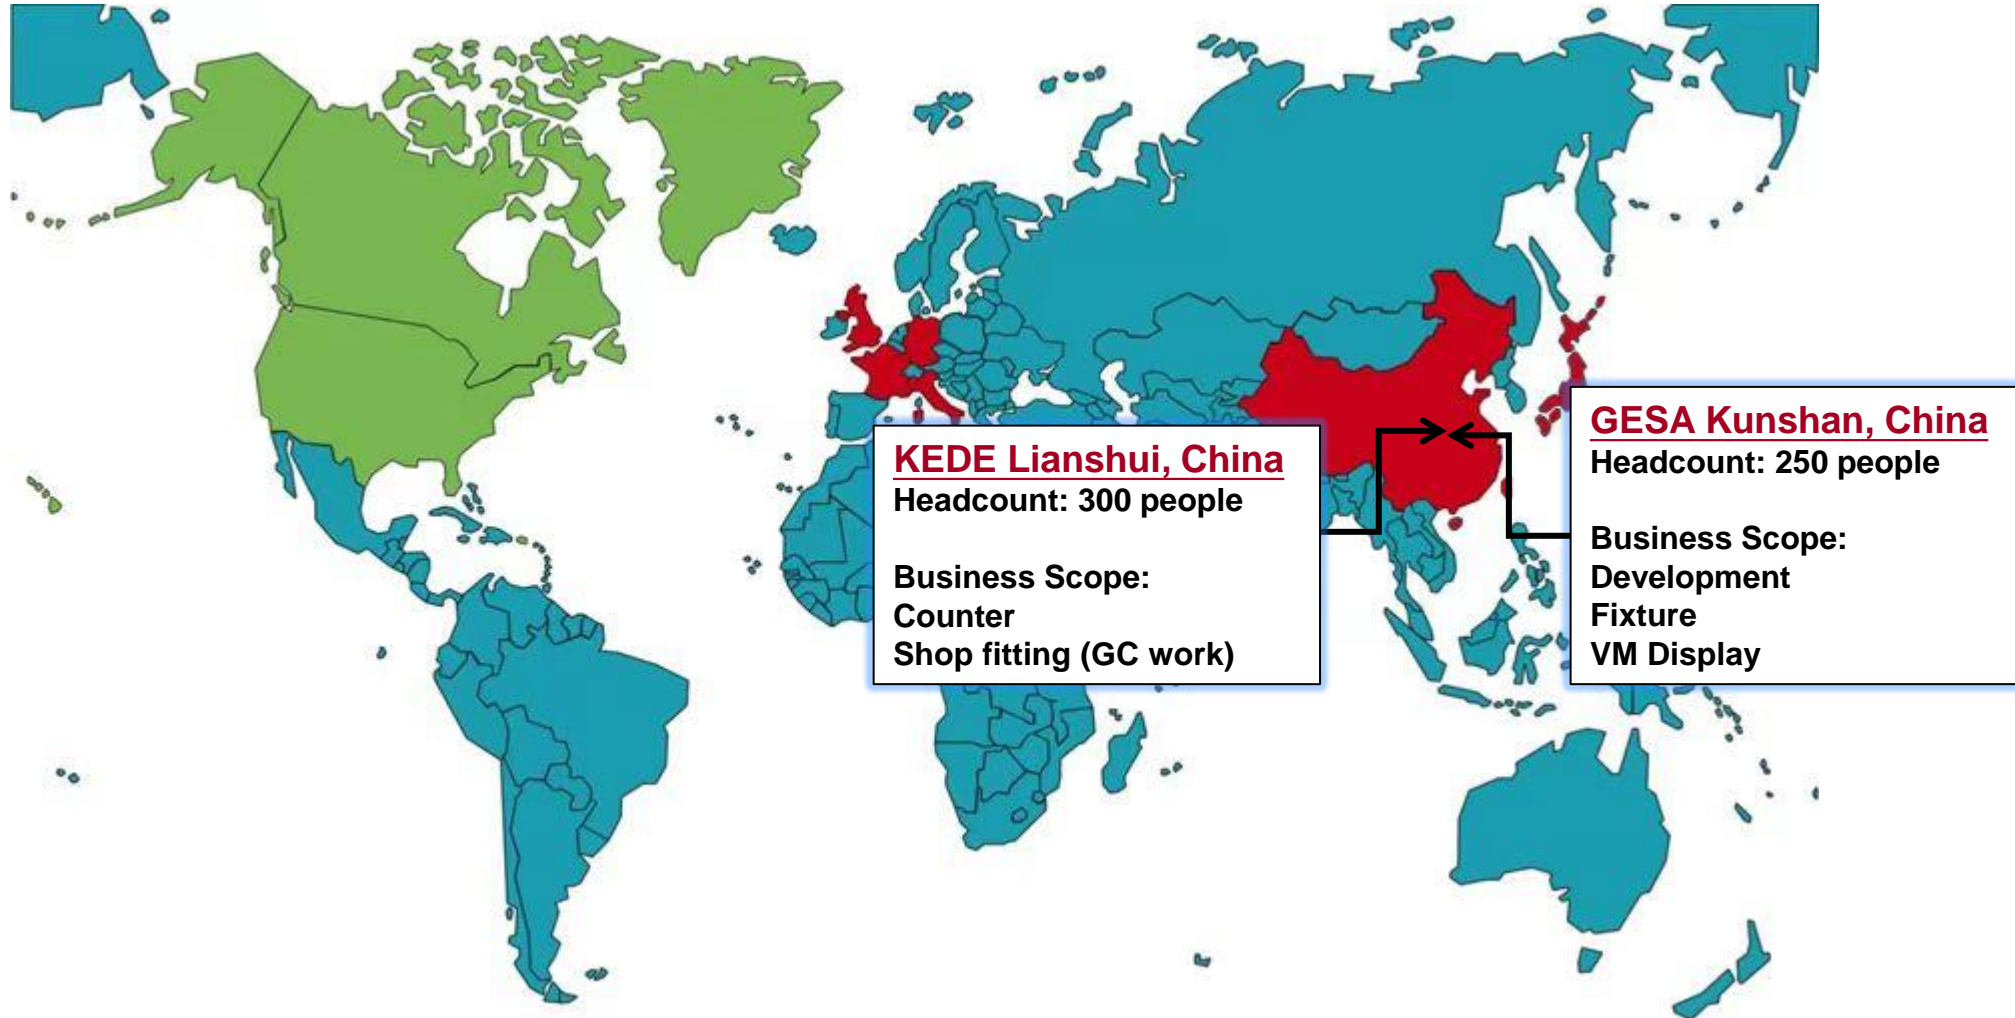 KEDE Lianshui, China
Headcount: 300 people
Business Scope:
Counter
Shop fitting (GC work)
GESA Kunshan, China
Headcount: 250 people
Business Scope:
Development
Fixture
VM Display